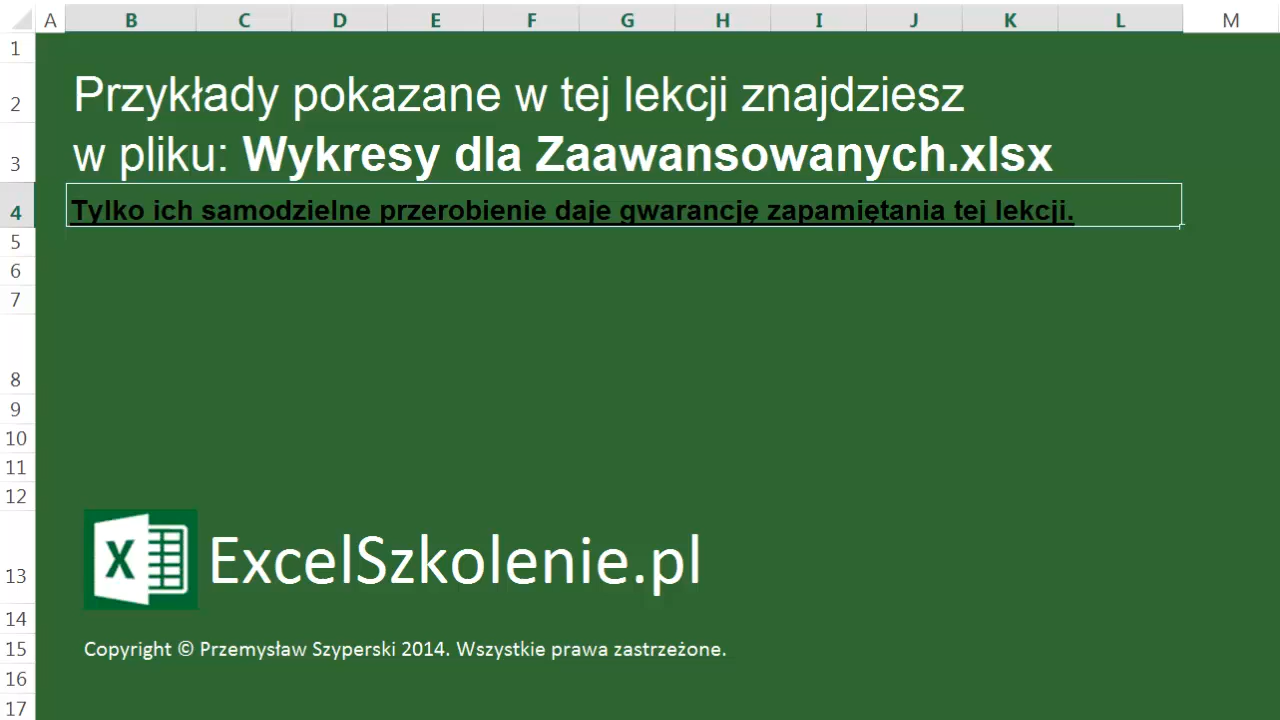 A B C D E F G H I J K L M
1
2 Przykłady pokazane w tej lekcji znajdziesz
3 w pliku: Wykresy dla Zaawansowanych.xlsx
4 Tylko ich samodzielne przerobienie daje gwarancję zapamiętania tej lekcji.
5
6
7
8
9
10
11
12
13 X ExcelSzkolenie.pl
14
15 Copyright © Przemysław Szyperski 2014. Wszystkie prawa zastrzeżone.
16
17